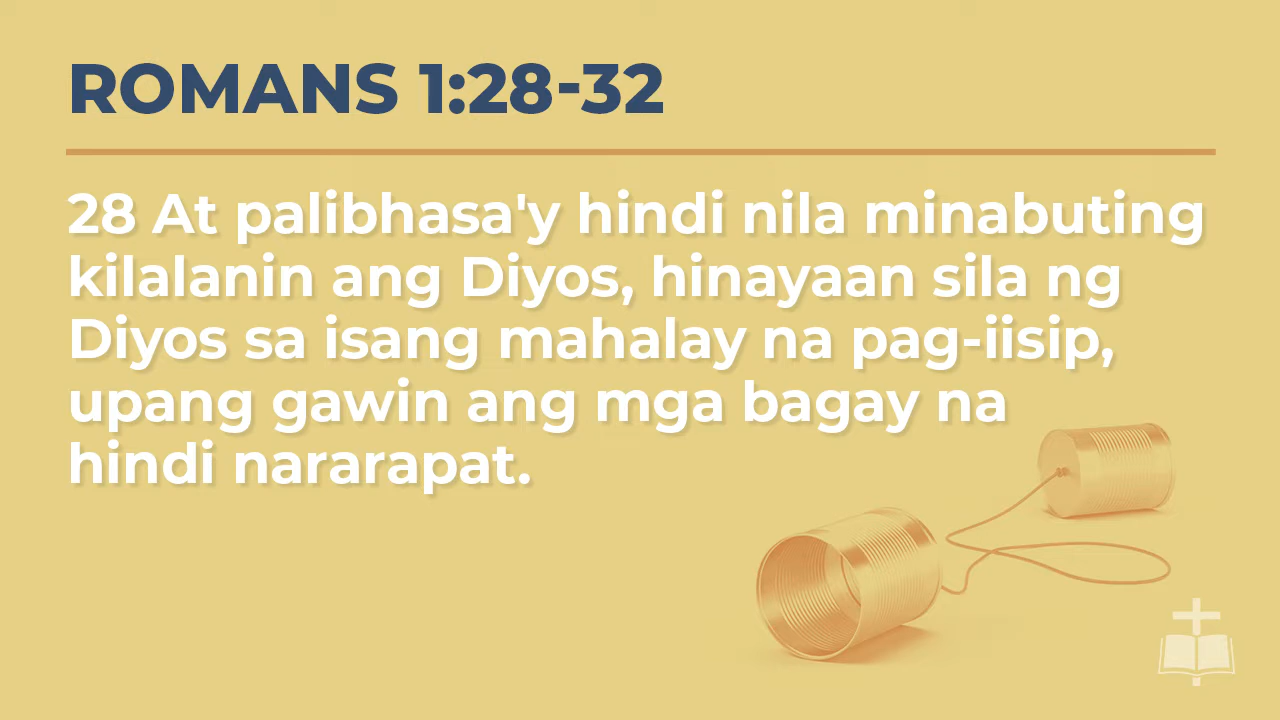 ROMANS 1:28-32
28 At palibhasa'y hindi nila minabuting
kilalanin ang Diyos, hinayaan sila ng
Diyos sa isang mahalay na pag-iisip,
upang gawin ang mga bagay na
hindi nararapat.